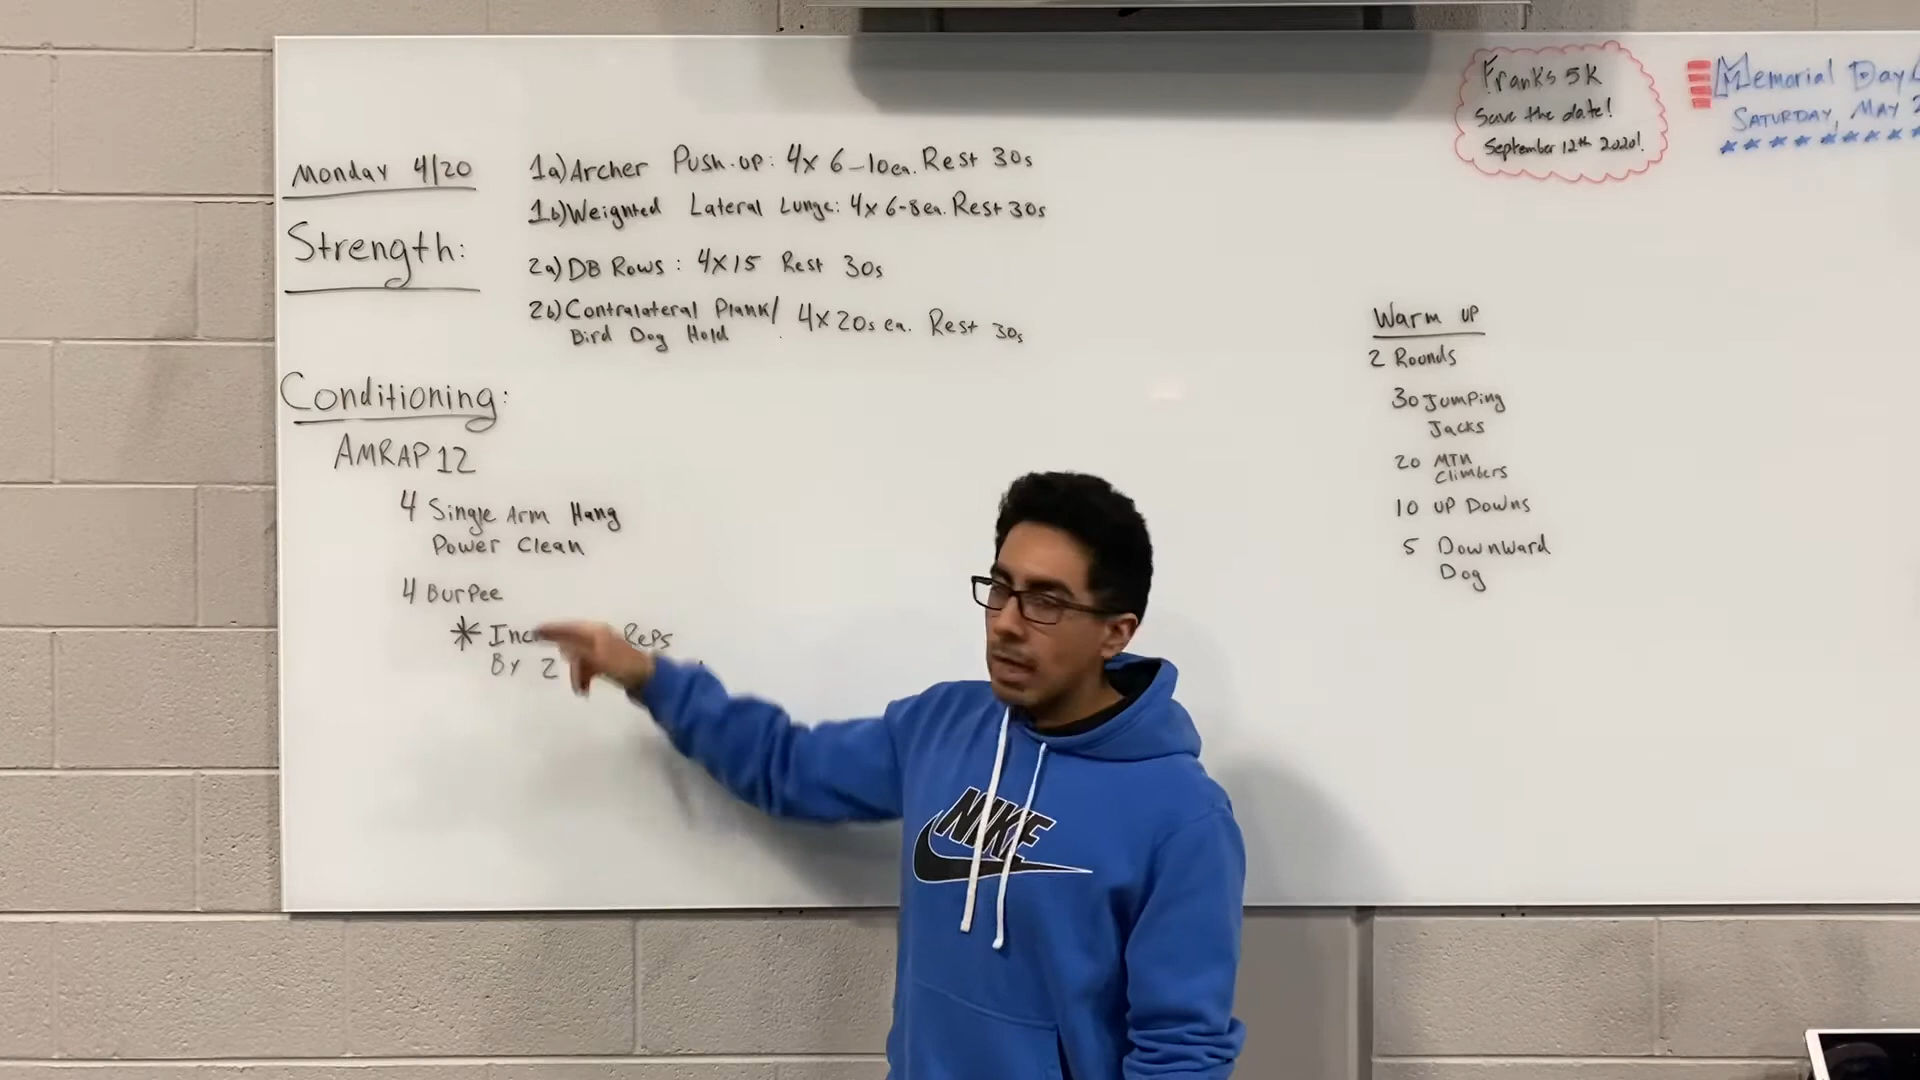 Monday 4/20
Strength:
1a) Archer Push-up: 4x 6-10ea. Rest 30s
1b) Weighted Lateral Lunge: 4x 6-8ea. Rest 30s
2a) DB Rows: 4x15 Rest 30s
2b) Contralateral Plank/
Bird Dog Hold 4x20s ea. Rest 30s
Conditioning:
AMRAP 12
4 Single Arm Hang
Power Clean
4 Burpee
* Reps
By 2
Warm up
2 Rounds
30 Jumping
Jacks
20 MTN
Climbers
10 up Downs
5 Downward
Dog
Franks 5K
Save the date!
September 12th 2020!
Memorial Day
Saturday, May
NIKE